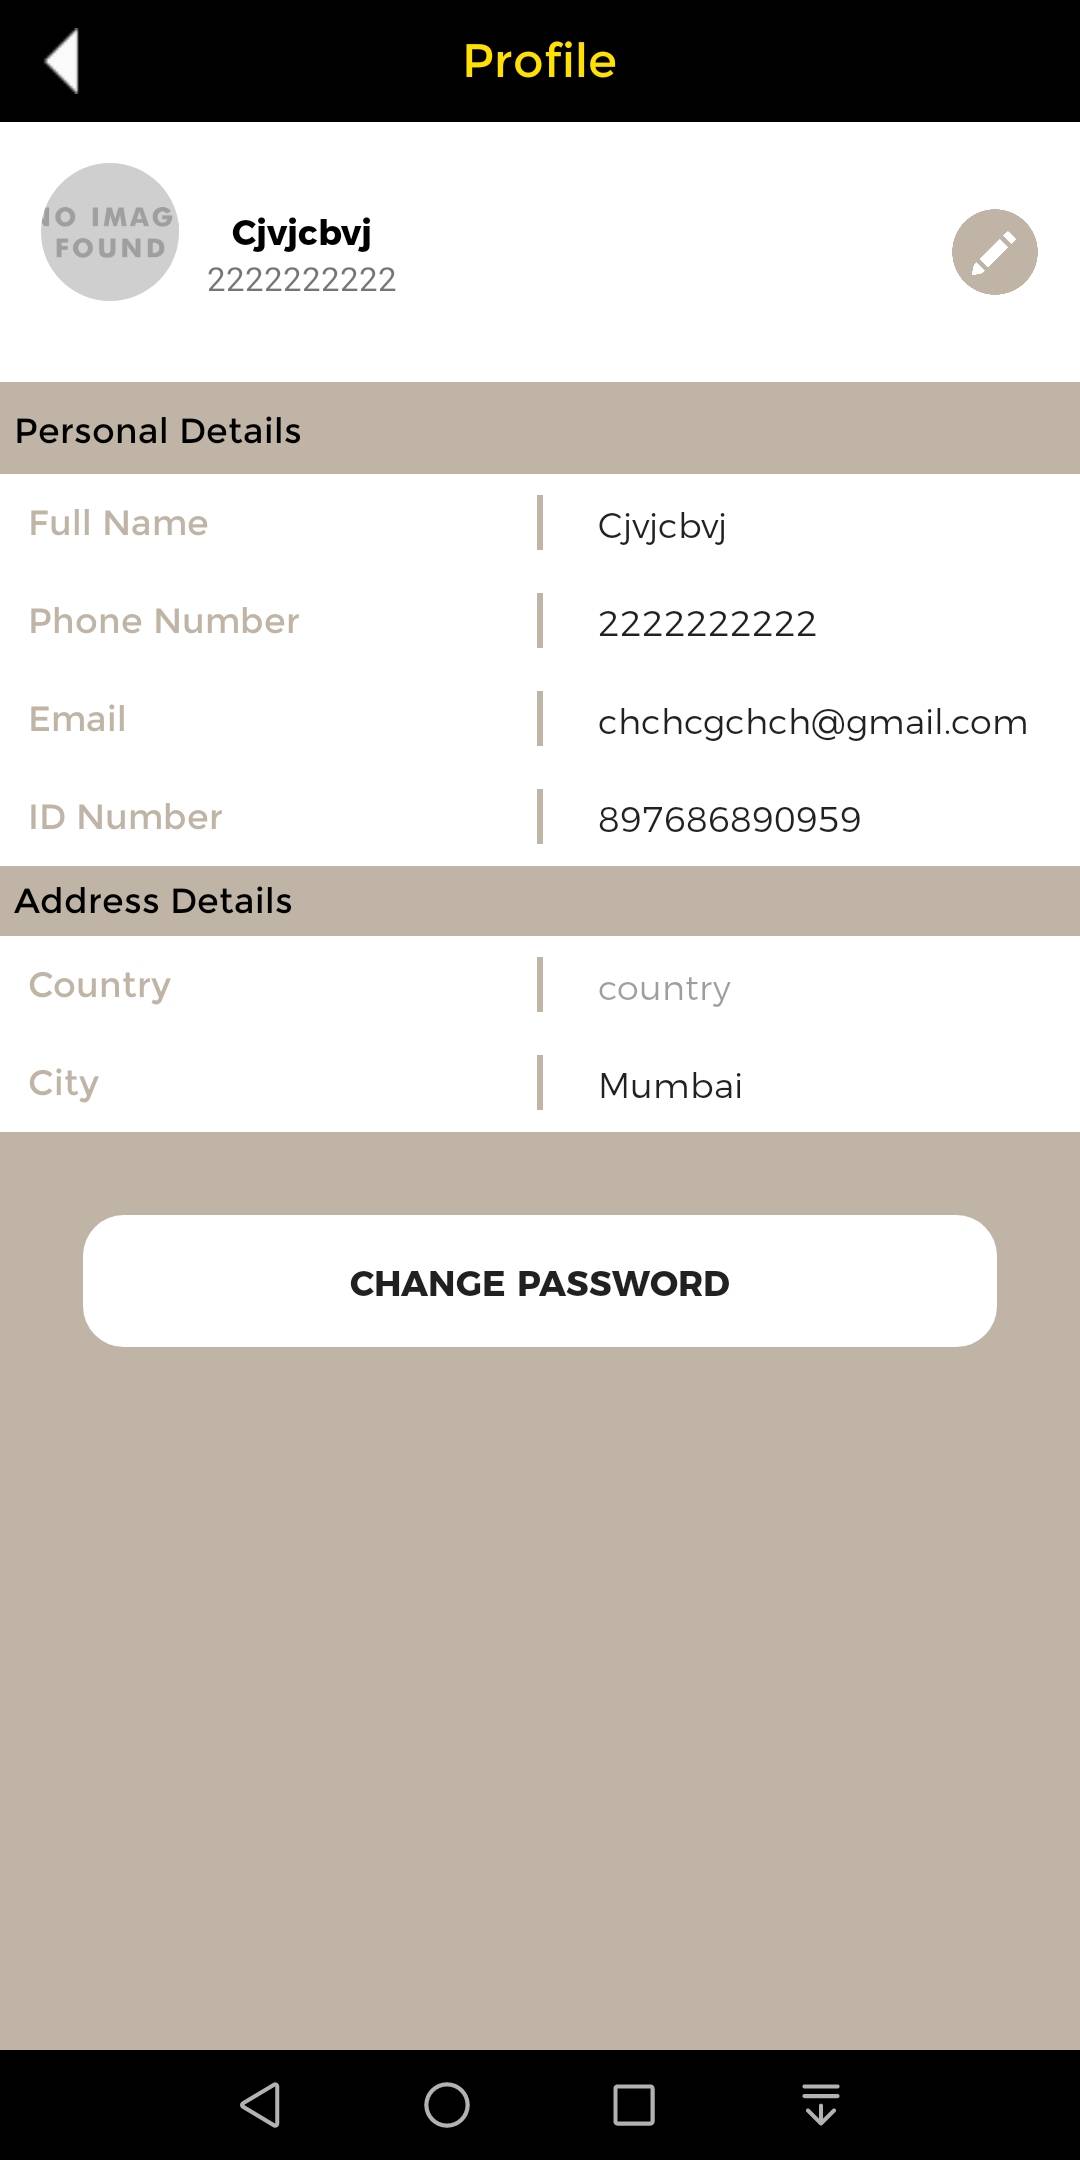 Profile
NO IMAG
FOUND
Cjvjcbvj
2222222222
Personal Details
Full Name Cjvjcbvj
Phone Number 2222222222
Email chchcgchch@gmail.com
ID Number 897686890959
Address Details
Country country
City Mumbai
CHANGE PASSWORD